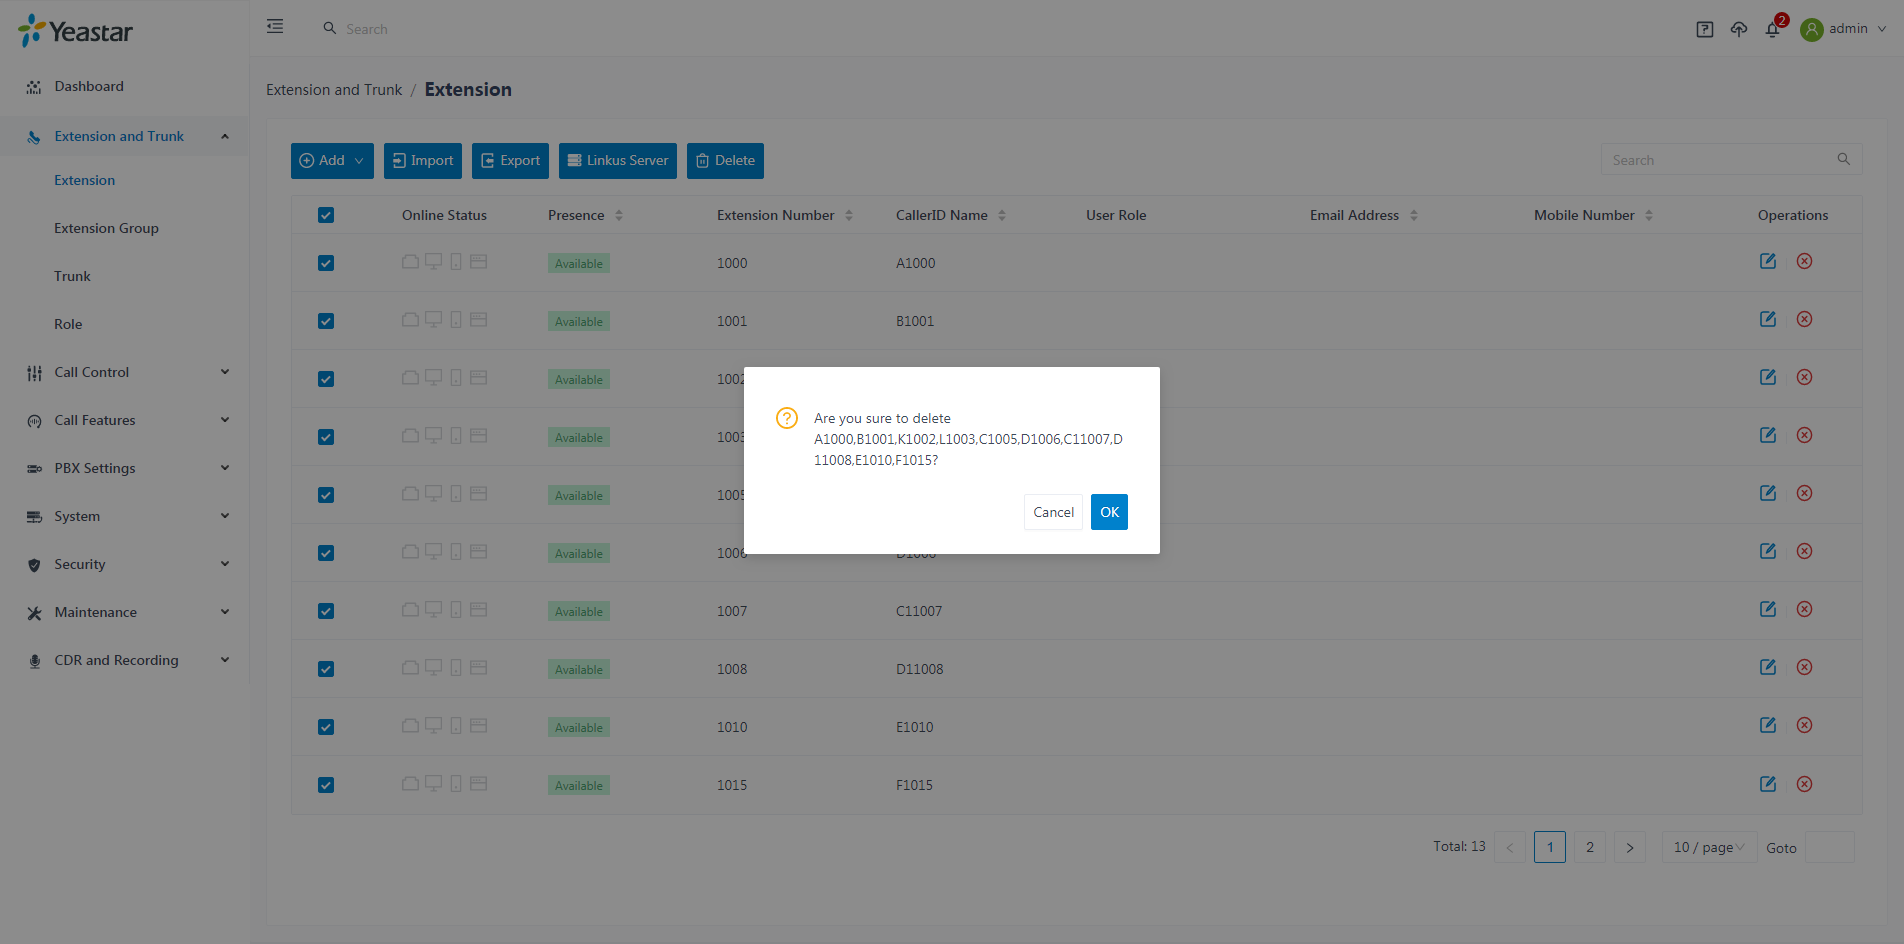 Yeastar
Search
2
admin
Dashboard
Extension and Trunk
Extension
Extension Group
Trunk
Role
Call Control
Call Features
PBX Settings
System
Security
Maintenance
CDR and Recording
Extension and Trunk / Extension
Add Import Export Linkus Server Delete
Search
Online Status Presence Extension Number CallerID Name User Role Email Address Mobile Number Operations
Available 1000 A1000
Available 1001 B1001
Available 1002
Available 1003
Available 1005
Available 1006 D1006
Available 1007 C11007
Available 1008 D11008
Available 1010 E1010
Available 1015 F1015
Are you sure to delete
A1000,B1001,K1002,L1003,C1005,D1006,C11007,D
11008,E1010,F1015?
Cancel OK
Total: 13 < 1 2 > 10 / page Goto